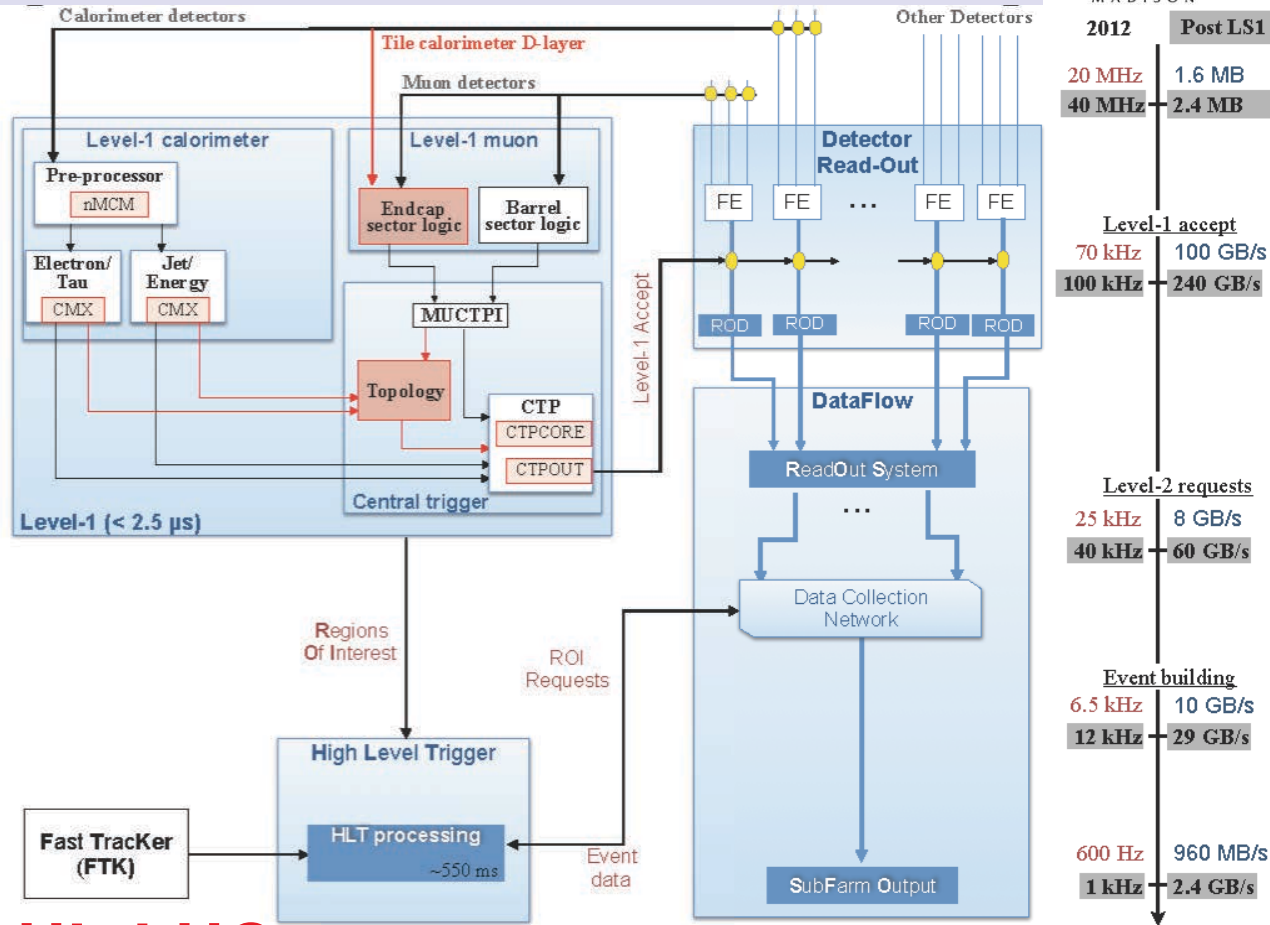 MADISON
Calorimeter detectors
Other Detectors
2012 Post LS1
Tile calorimeter D-layer
Muon detectors
20 MHz 1.6 MB
40 MHz 2.4 MB
Level-1 calorimeter
Level-1 muon
Detector
Read-Out
Pre-processor
nMCM
Endcap
sector logic
Barrel
sector logic
FE FE ... FE FE
Level-1 accept
70 kHz 100 GB/s
100 kHz 240 GB/s
Electron/
Tau
CMX
Jet/
Energy
CMX
MUCTPI
Level-1 Accept
ROD ROD ROD ROD
Topology
CTP
CTPCORE
CTPOUT
Central trigger
Level-1 (< 2.5 µs)
DataFlow
ReadOut System
...
Level-2 requests
25 kHz 8 GB/s
40 kHz 60 GB/s
Data Collection
Network
Regions
Of Interest
ROI
Requests
Event building
6.5 kHz 10 GB/s
12 kHz 29 GB/s
High Level Trigger
HLT processing
~550 ms
Fast TracKer
(FTK)
Event
data
SubFarm Output
600 Hz 960 MB/s
1 kHz 2.4 GB/s